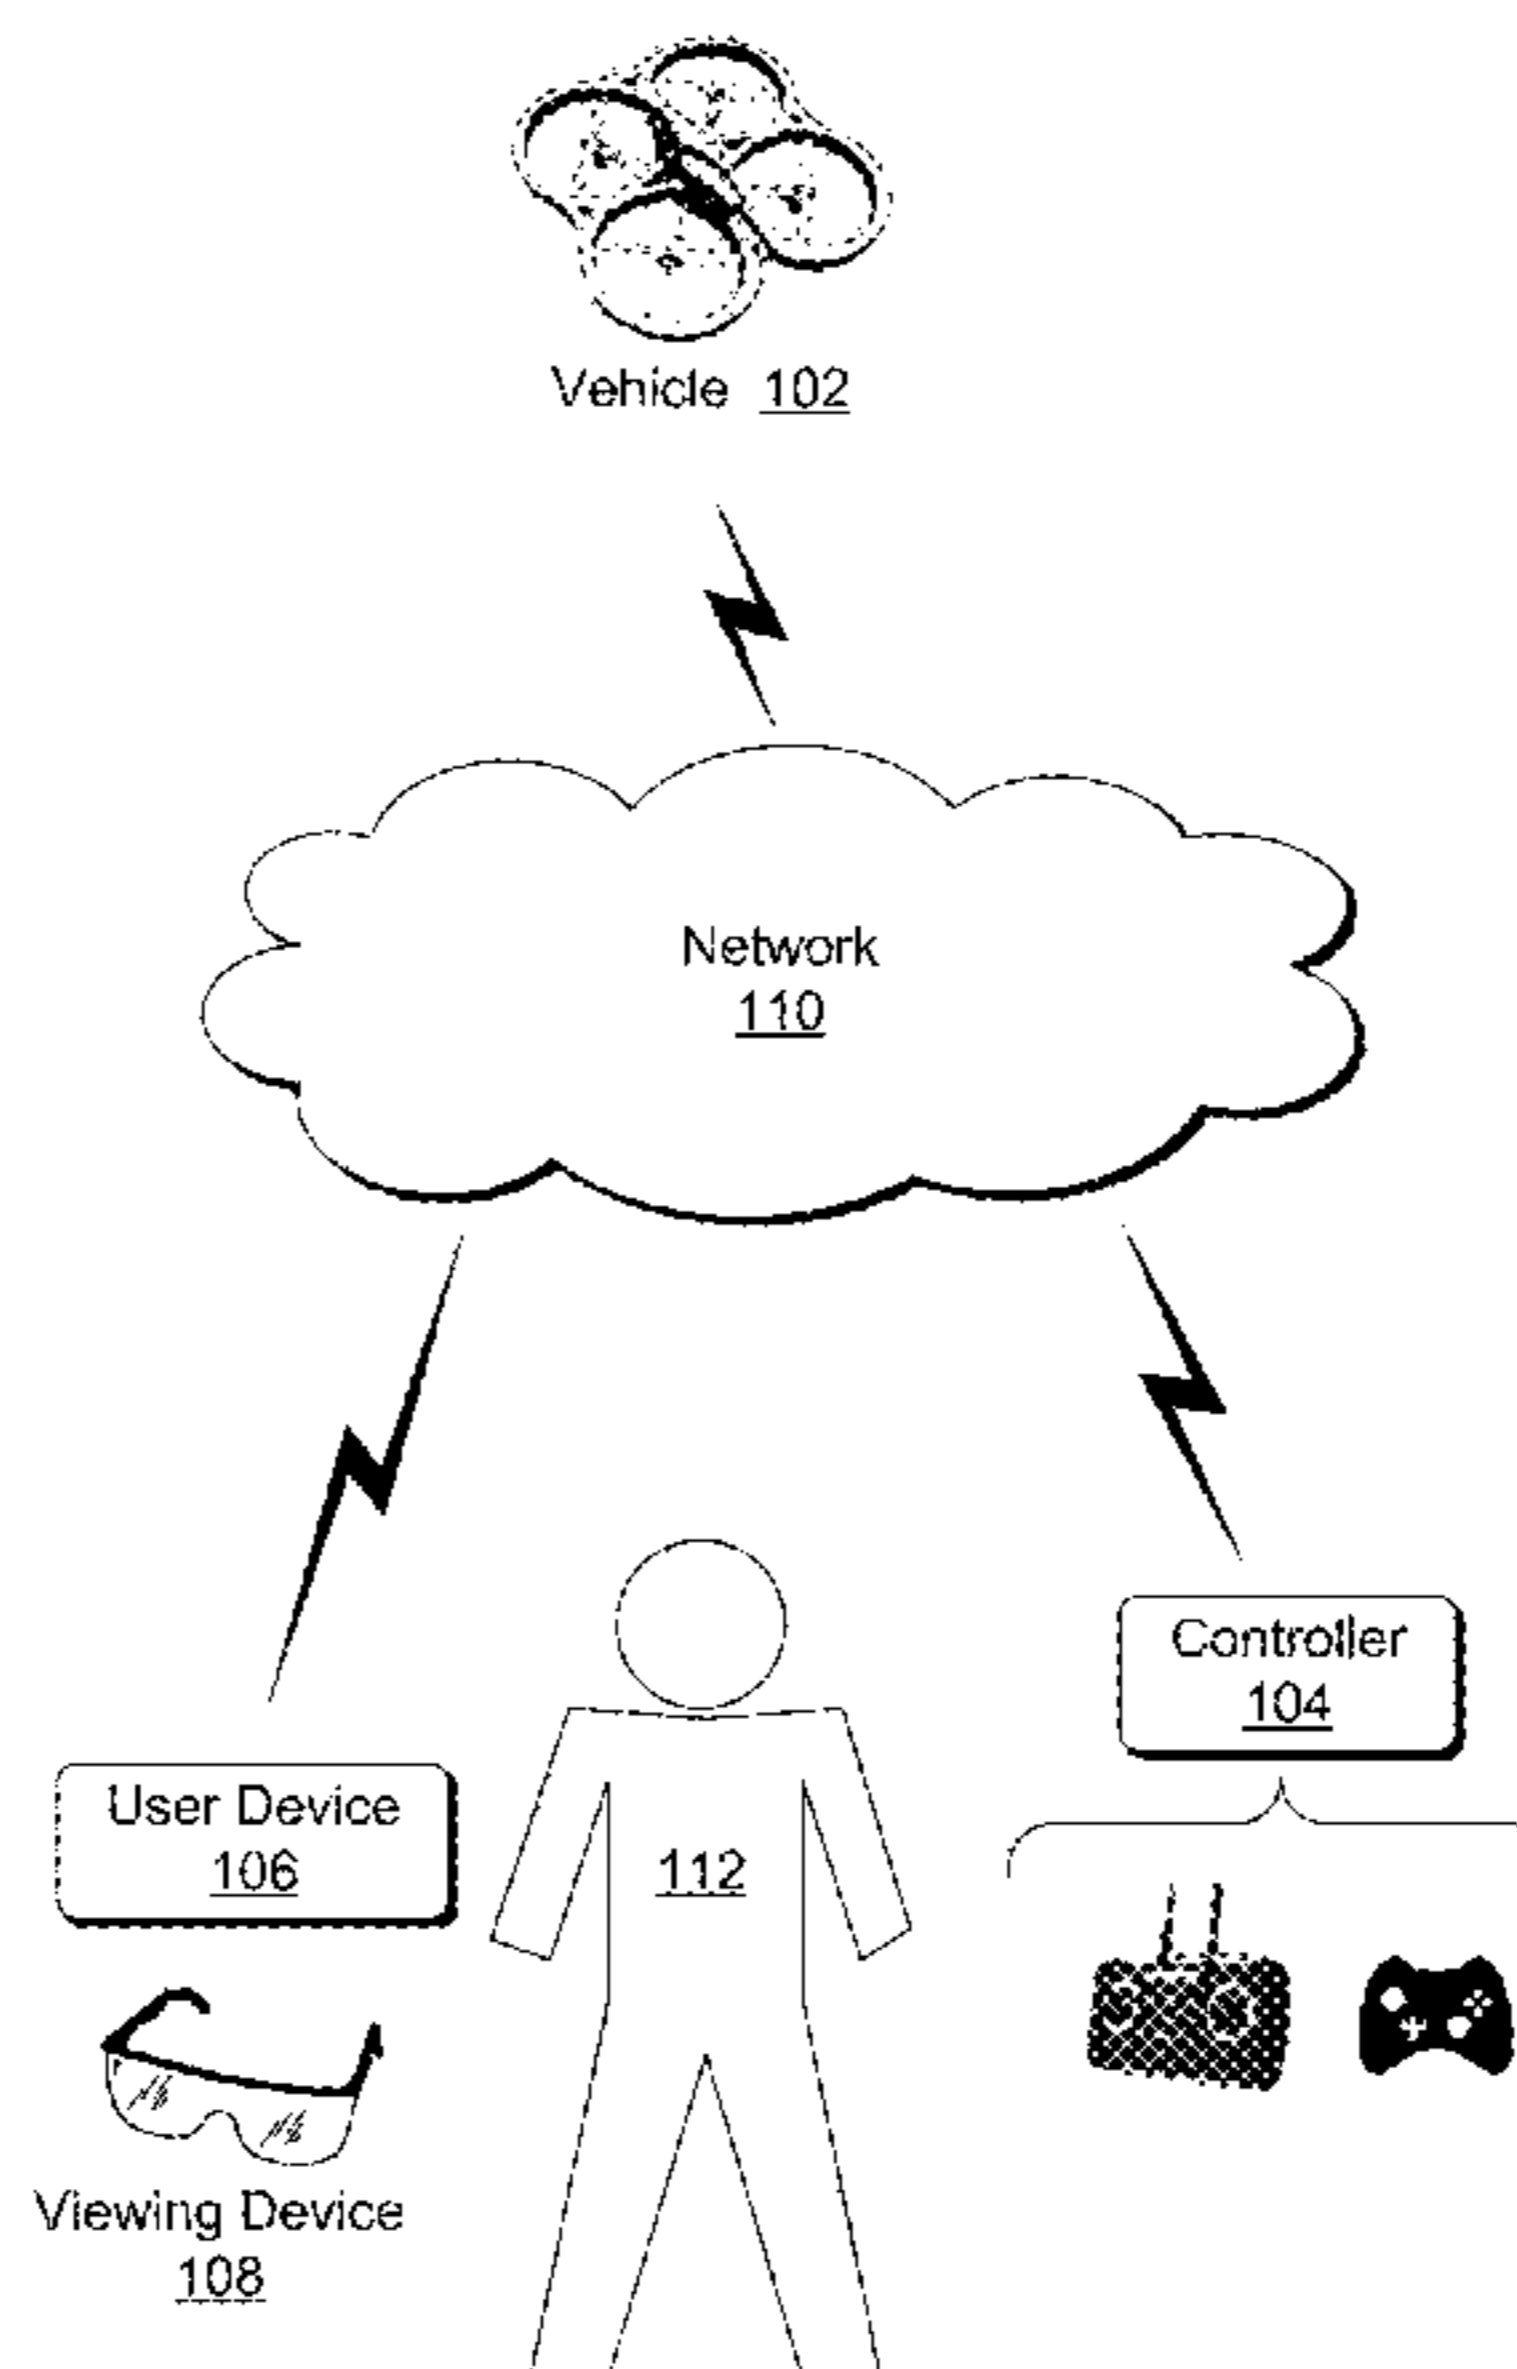 Vehicle 102
Network
110
Controller
104
User Device
106
112
Viewing Device
108